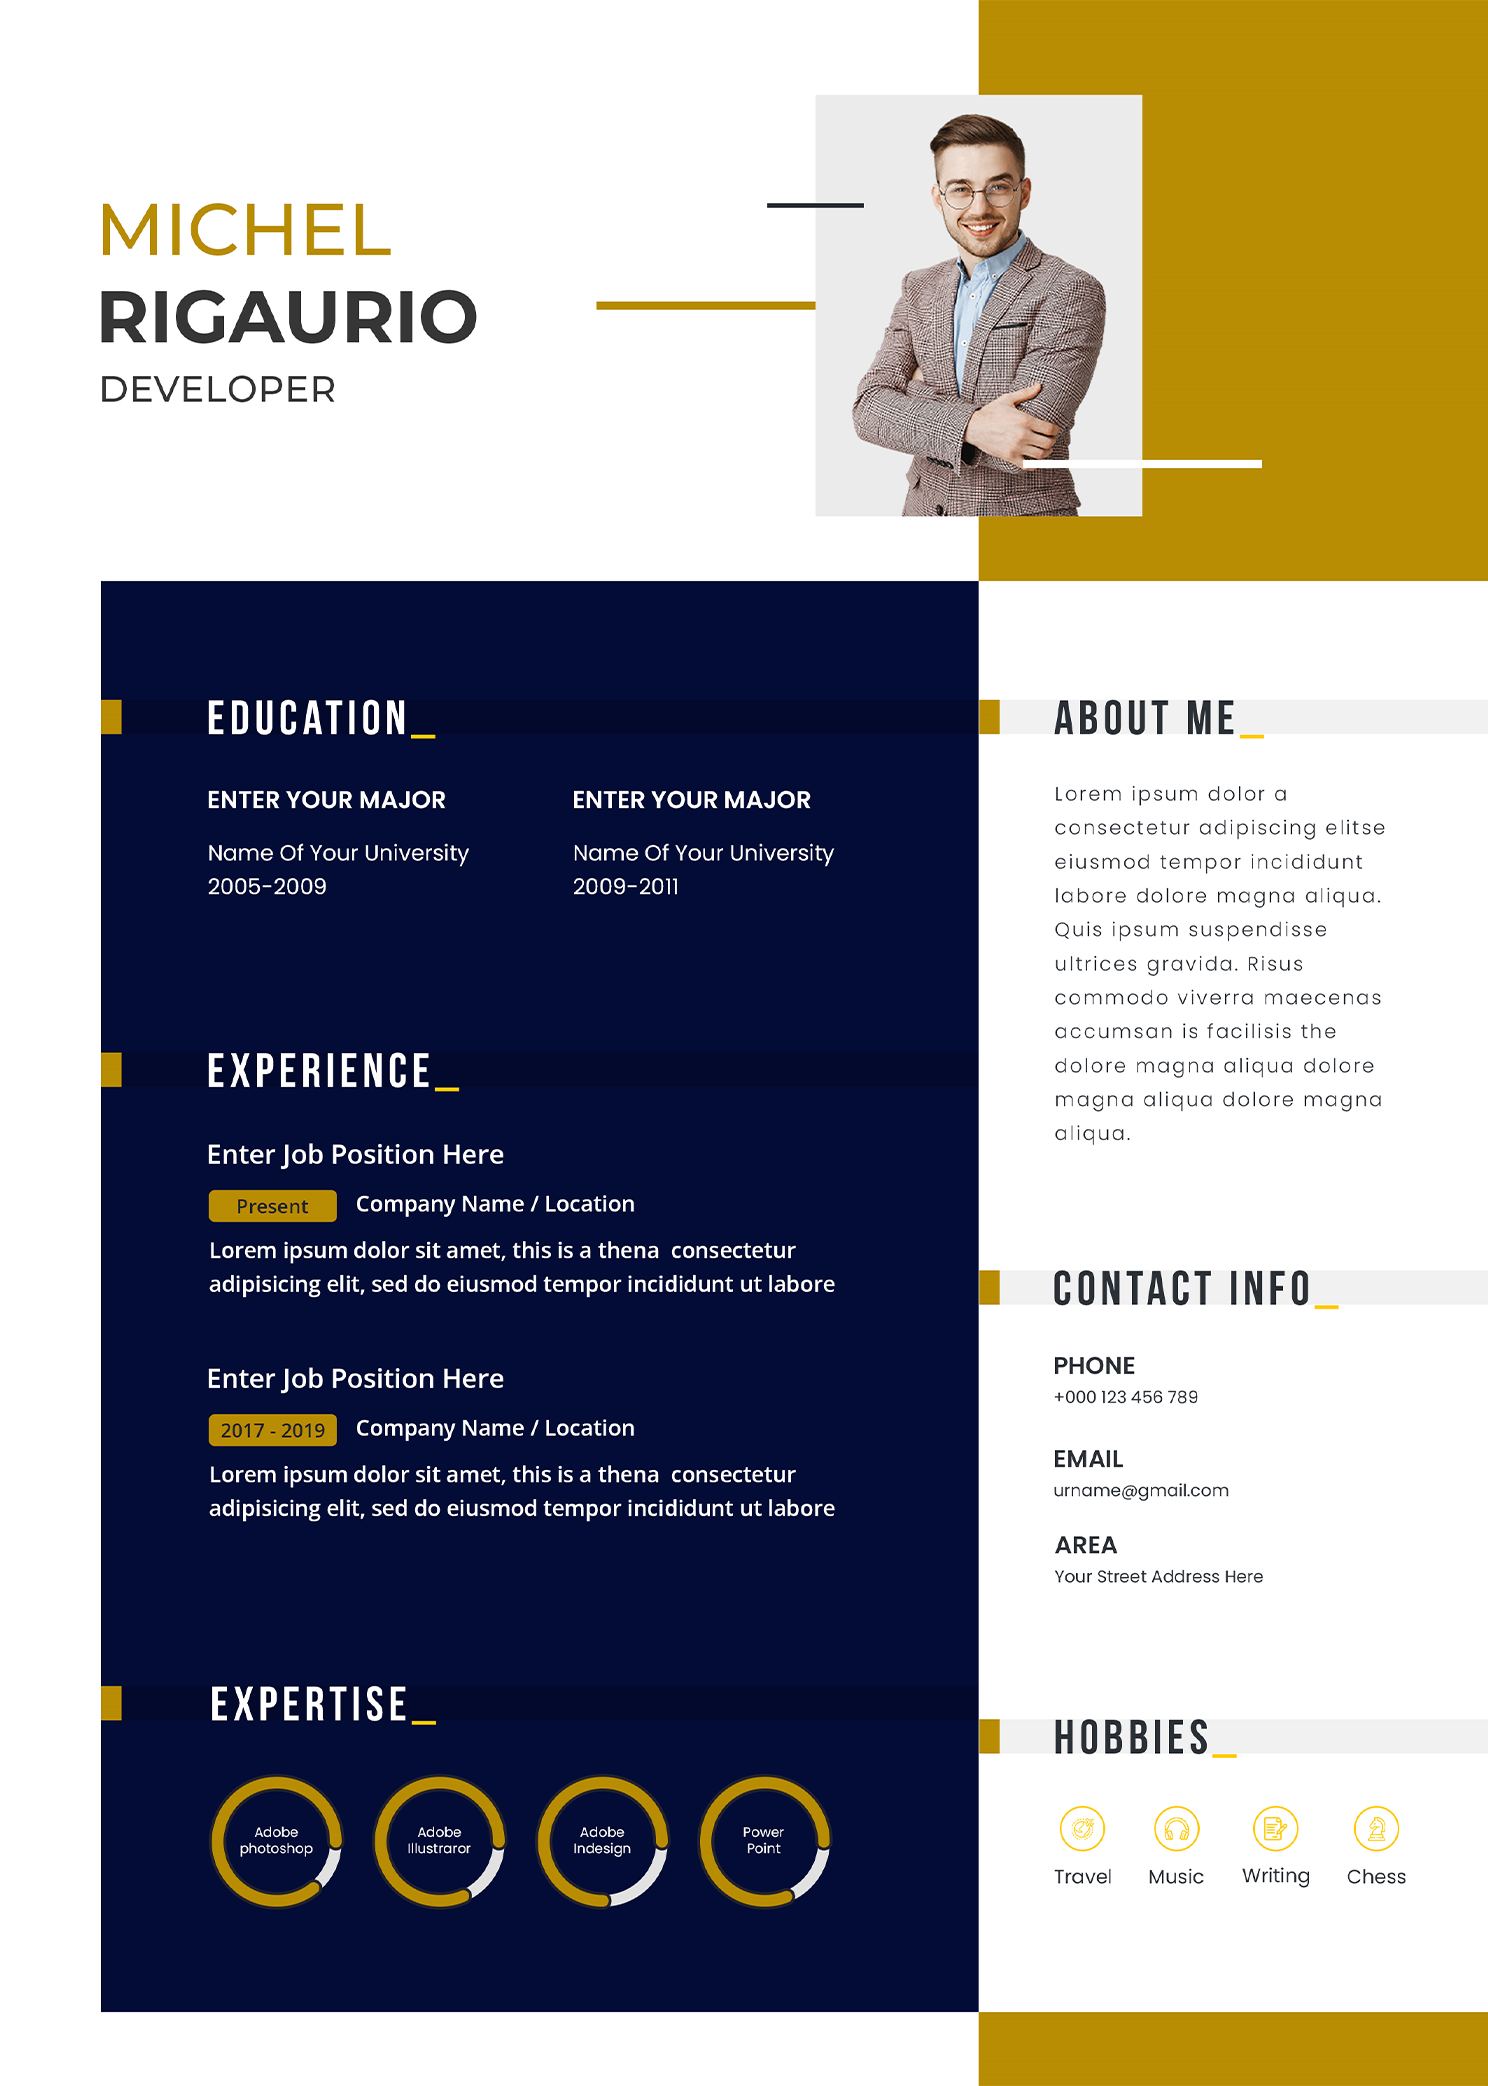 MICHEL
RIGAURIO
DEVELOPER
EDUCATION_
ENTER YOUR MAJOR
Name Of Your University
2005-2009
ENTER YOUR MAJOR
Name Of Your University
2009-2011
EXPERIENCE_
Enter Job Position Here
Present Company Name / Location
Lorem ipsum dolor sit amet, this is a thena consectetur
adipisicing elit, sed do eiusmod tempor incididunt ut labore
Enter Job Position Here
2017 - 2019 Company Name / Location
Lorem ipsum dolor sit amet, this is a thena consectetur
adipisicing elit, sed do eiusmod tempor incididunt ut labore
EXPERTISE_
Adobe
photoshop
Adobe
Illustraror
Adobe
Indesign
Power
Point
ABOUT ME_
Lorem ipsum dolor a
consectetur adipiscing elitse
eiusmod tempor incididunt
labore dolore magna aliqua.
Quis ipsum suspendisse
ultrices gravida. Risus
commodo viverra maecenas
accumsan is facilisis the
dolore magna aliqua dolore
magna aliqua dolore magna
aliqua.
CONTACT INFO_
PHONE
+000 123 456 789
EMAIL
urname@gmail.com
AREA
Your Street Address Here
HOBBIES_
Travel
Music
Writing
Chess